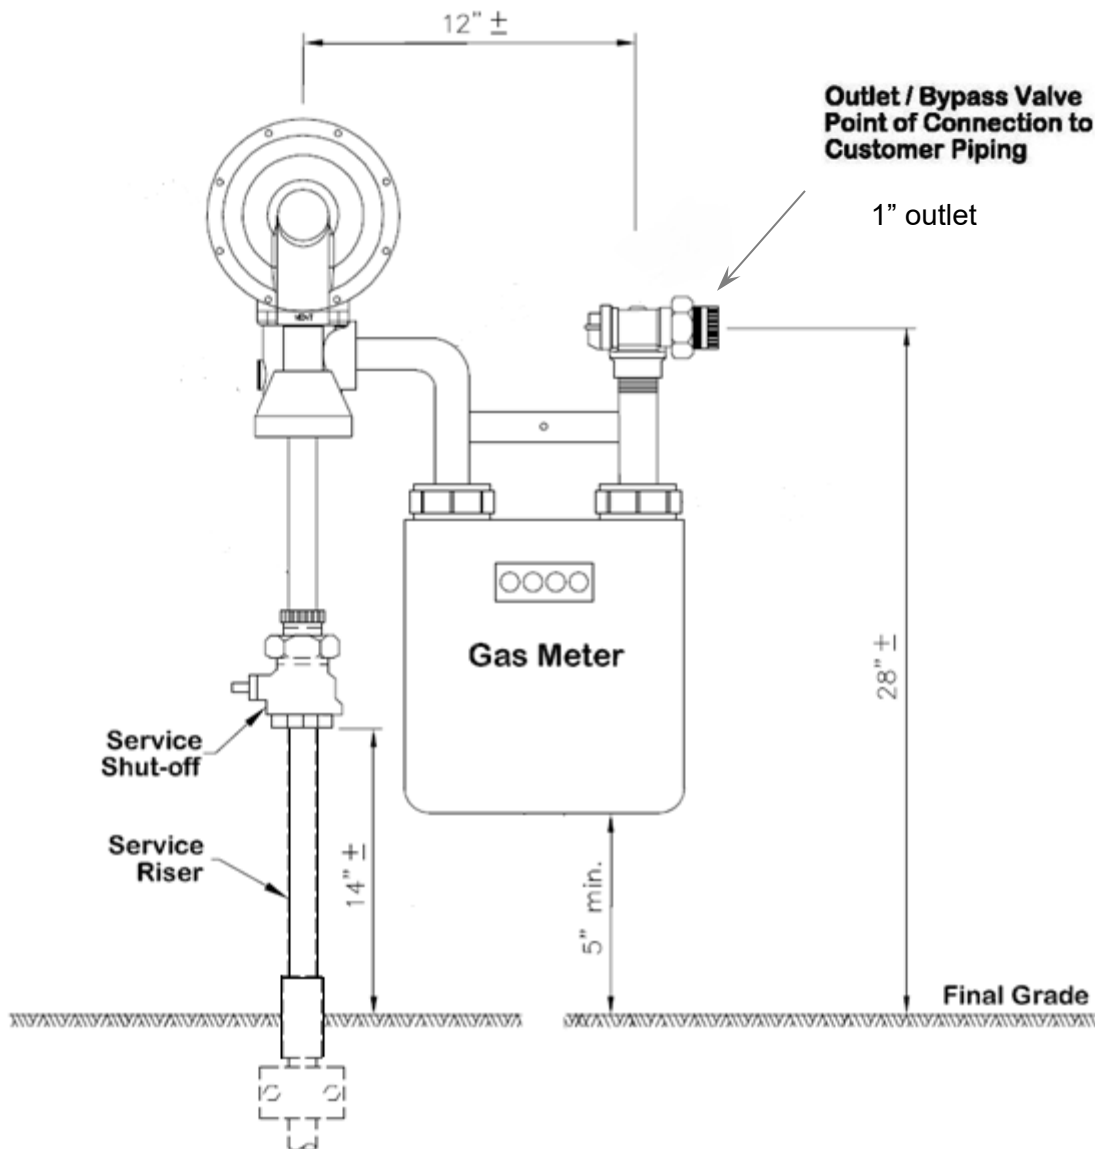 12” ±
Outlet / Bypass Valve
Point of Connection to
Customer Piping
1” outlet
VENT
Gas Meter
28” ±
Service
Shut-off
Service
Riser
14” ±
5” min.
Final Grade